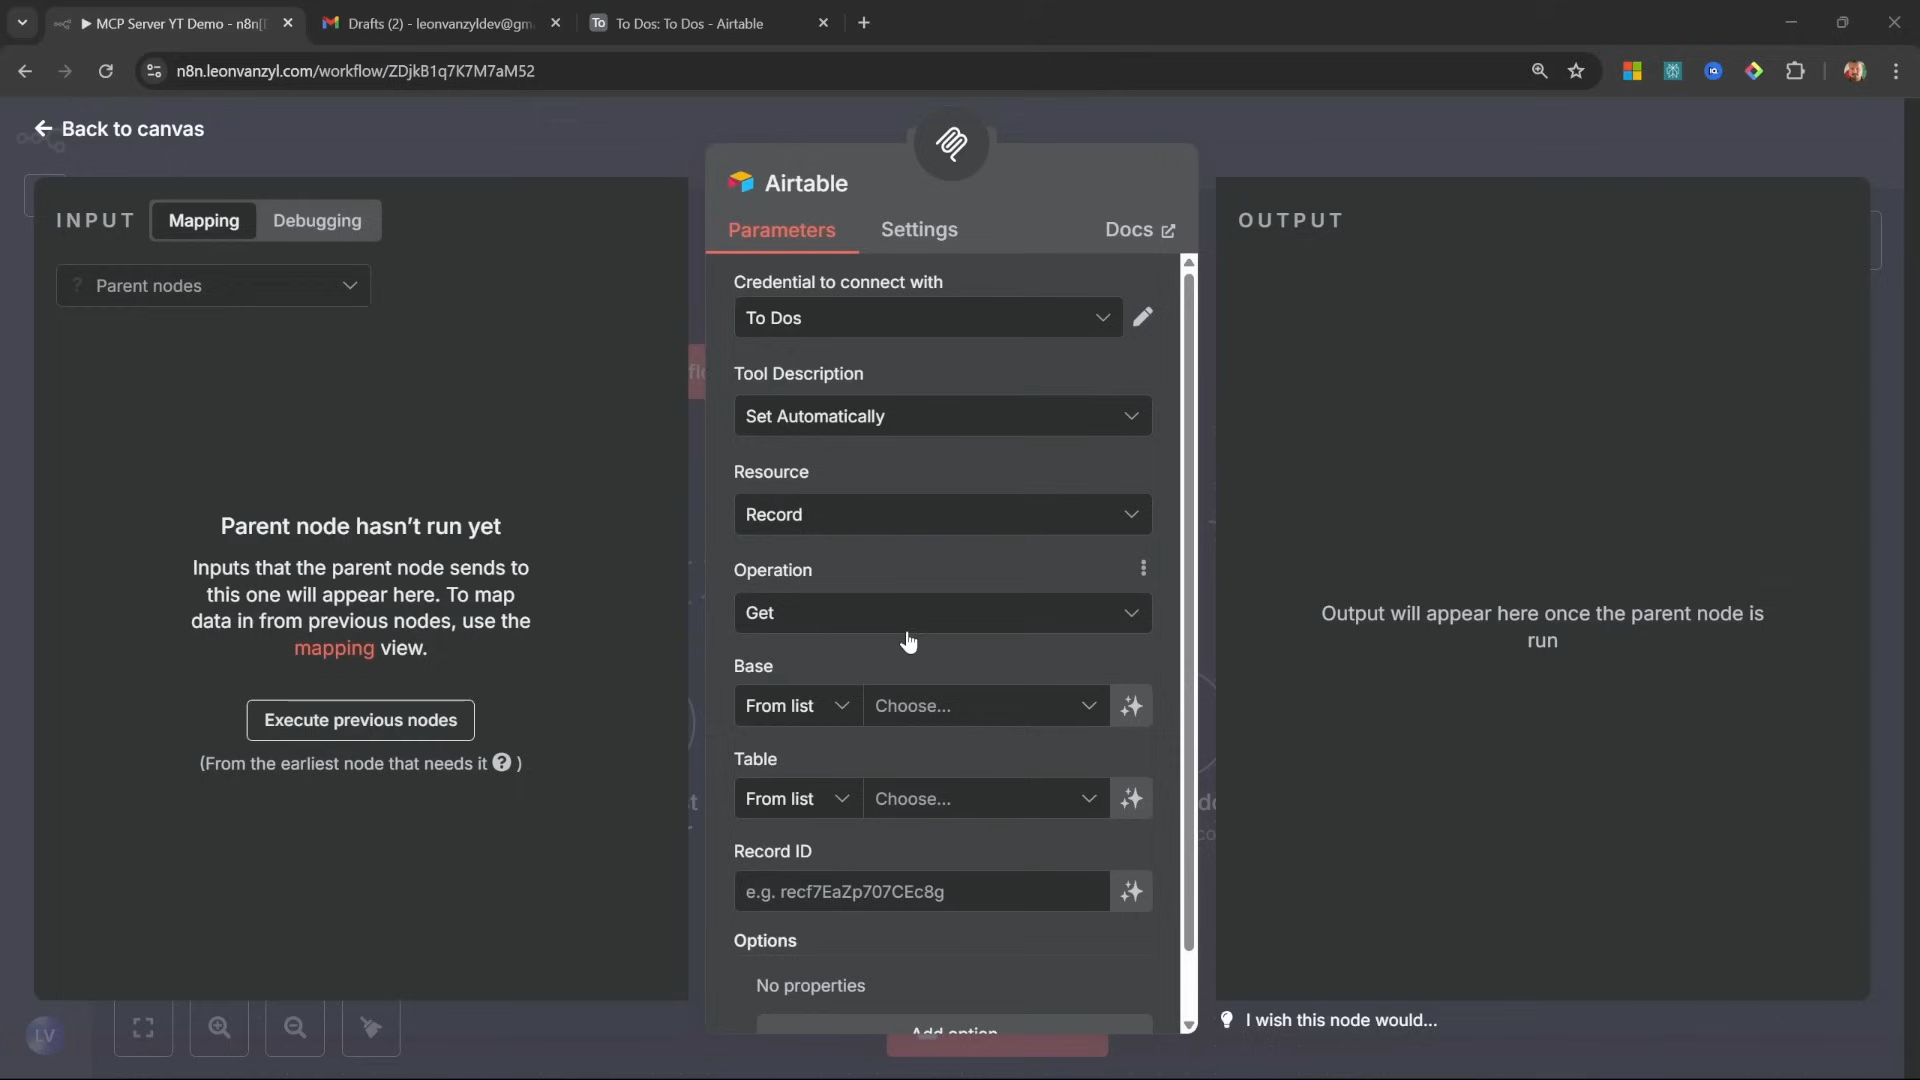 MCP Server YT Demo - n8n[
Drafts (2) - leonvanzyldev@gm
To
To Dos: To Dos - Airtable
n8n.leonvanzyl.com/workflow/ZDjkB1q7K7M7aM52
Back to canvas
Airtable
INPUT
Mapping
Debugging
Parameters
Settings
Docs
OUTPUT
? Parent nodes
Credential to connect with
To Dos
Tool Description
Set Automatically
Resource
Record
Operation
Get
Parent node hasn't run yet
Inputs that the parent node sends to
this one will appear here. To map
data in from previous nodes, use the
mapping view.
Execute previous nodes
(From the earliest node that needs it ? )
Output will appear here once the parent node is
run
Base
From list
Choose...
Table
From list
Choose...
Record ID
e.g. recf7EaZp707CEc8g
Options
No properties
Add option
I wish this node would...
LV